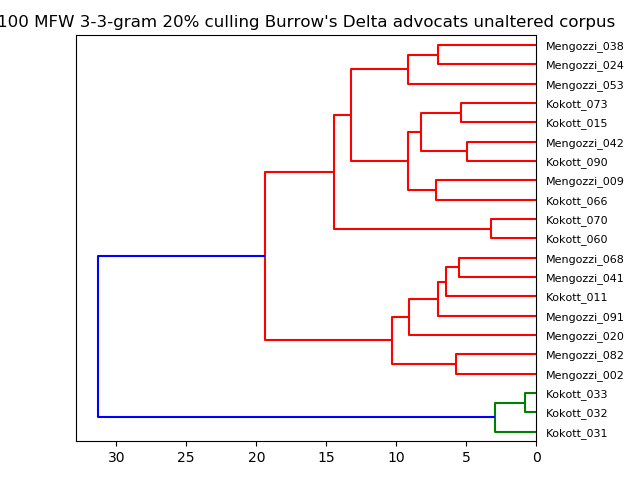 100 MFW 3-3-gram 20% culling Burrow's Delta advocats unaltered corpus
Mengozzi_038
Mengozzi_024
Mengozzi_053
Kokott_073
Kokott_015
Mengozzi_042
Kokott_090
Mengozzi_009
Kokott_066
Kokott_070
Kokott_060
Mengozzi_068
Mengozzi_041
Kokott_011
Mengozzi_091
Mengozzi_020
Mengozzi_082
Mengozzi_002
Kokott_033
Kokott_032
Kokott_031
30 25 20 15 10 5 0